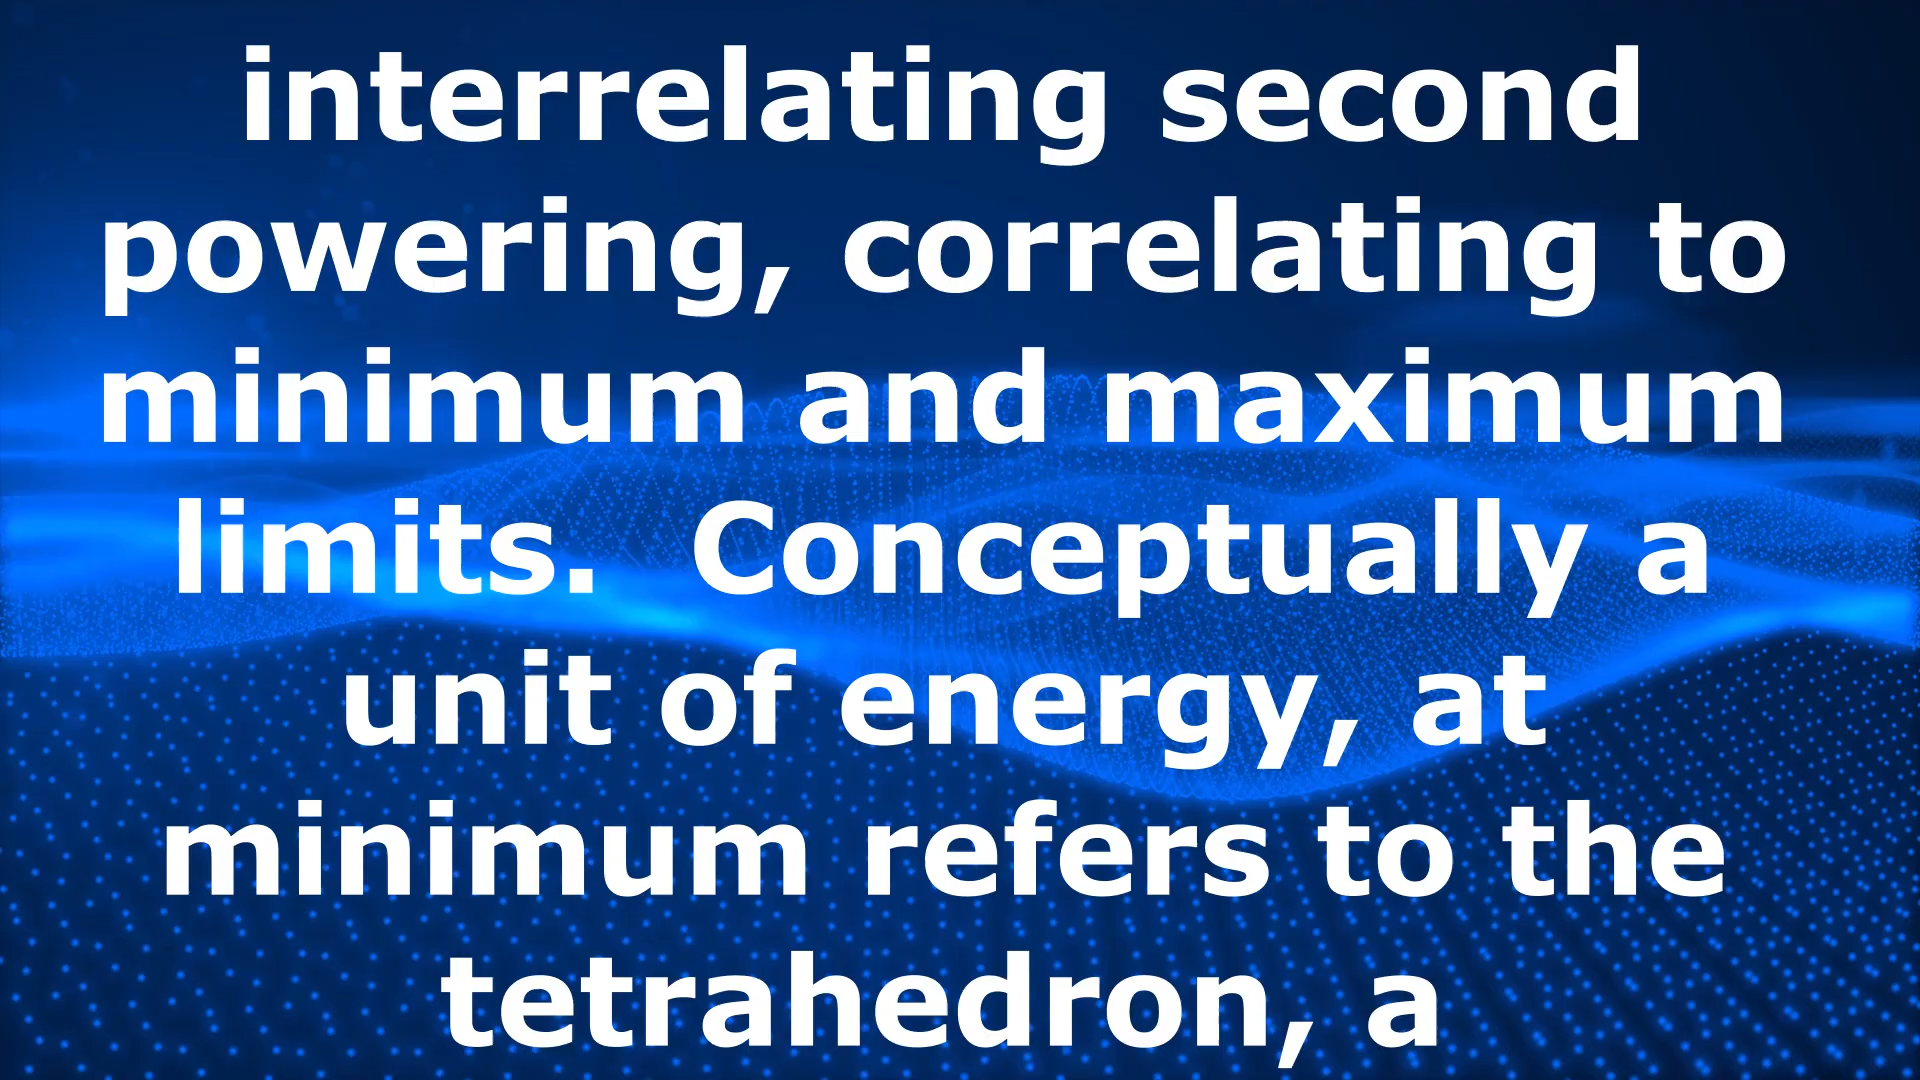 interrelating second
powering, correlating to
minimum and maximum
limits.  Conceptually a
unit of energy, at
minimum refers to the
tetrahedron, a